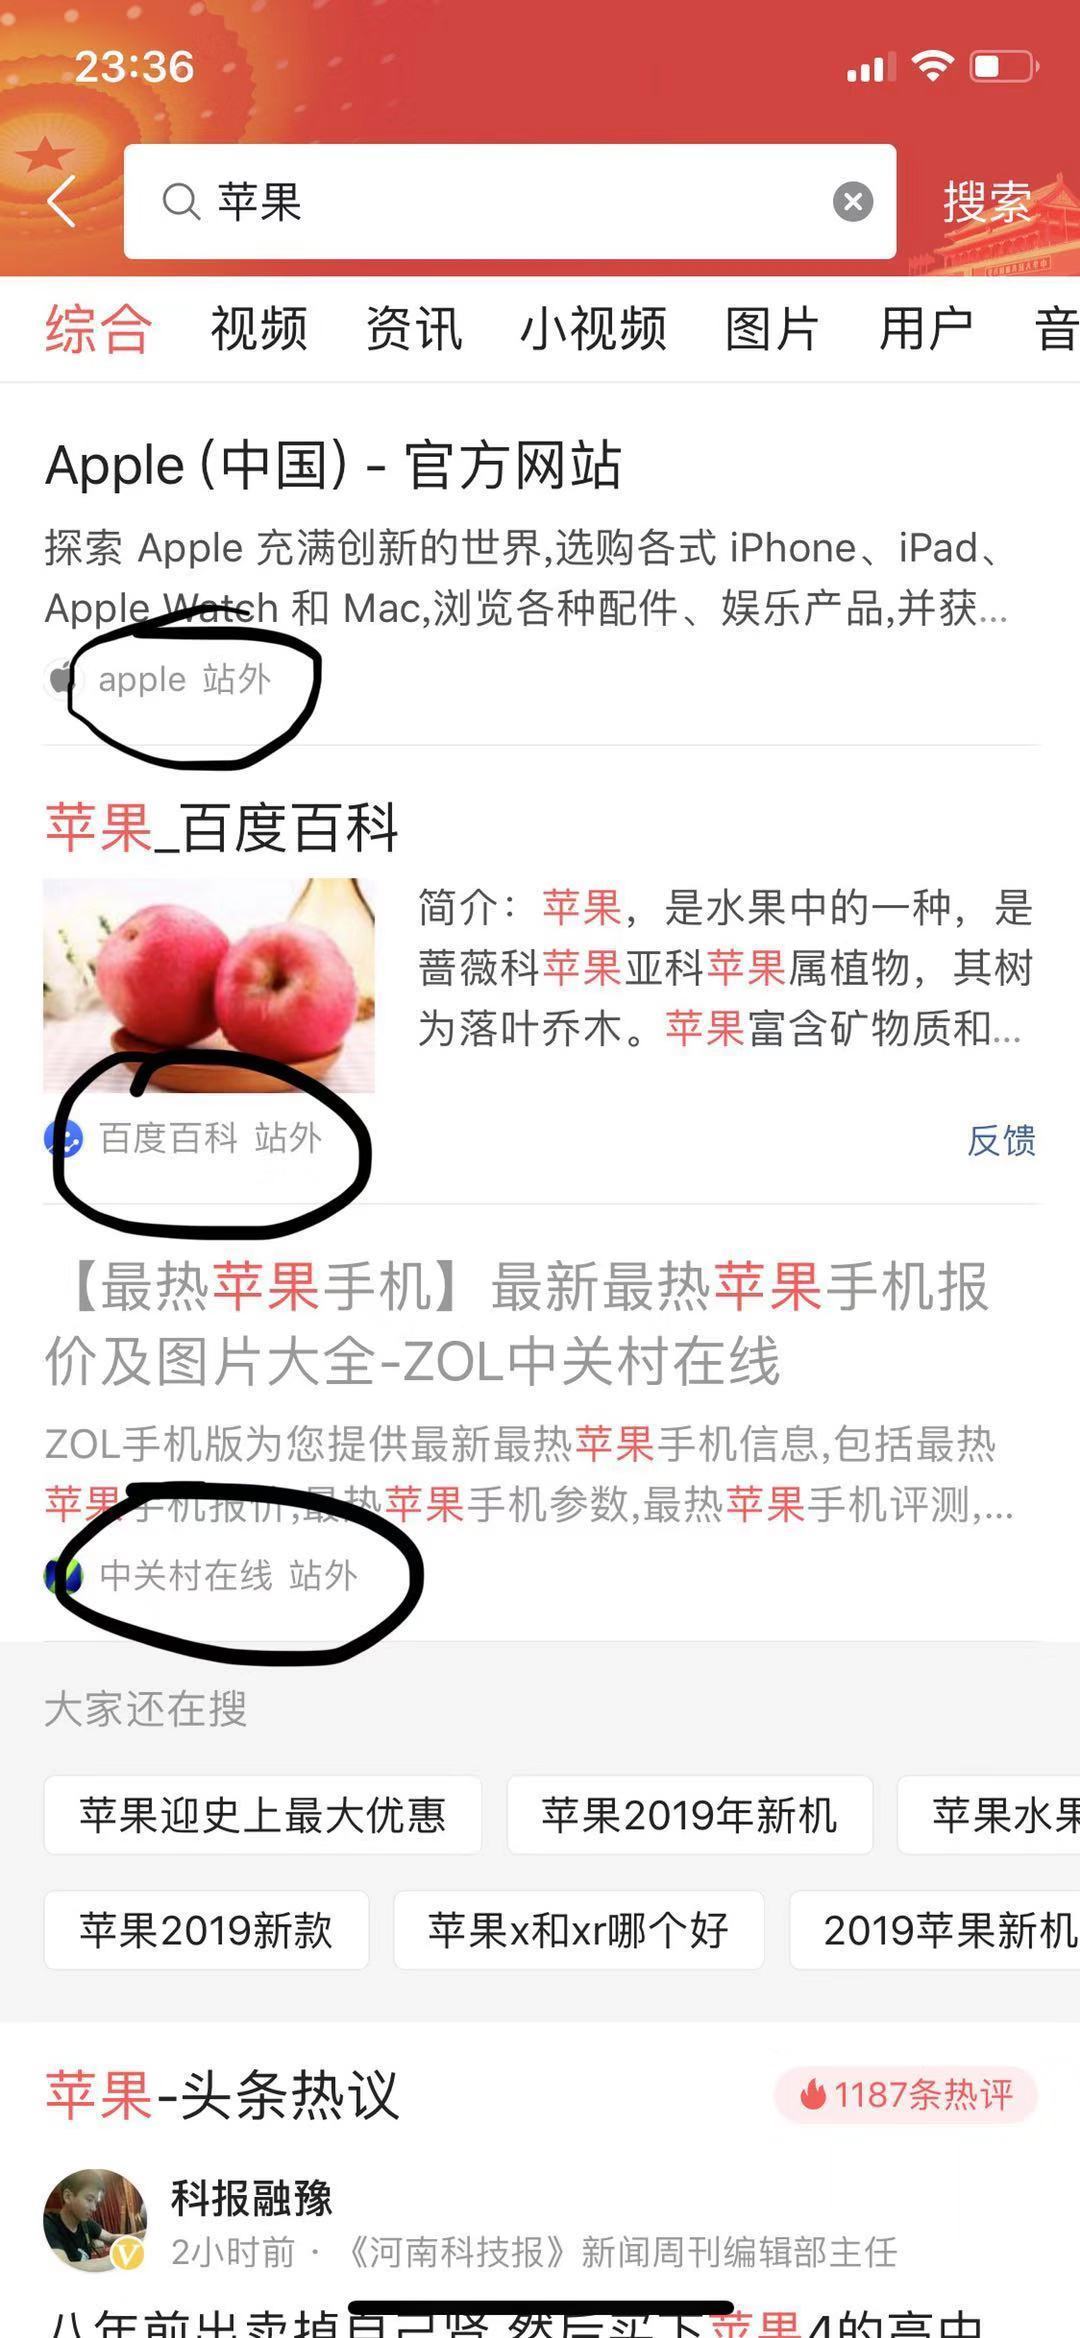 23:36
苹果
搜索
综合 视频 资讯 小视频 图片 用户 音
Apple (中国) - 官方网站
探索 Apple 充满创新的世界,选购各式 iPhone、iPad、
Apple Watch 和 Mac,浏览各种配件、娱乐产品,并获...
apple 站外
苹果_百度百科
简介：苹果，是水果中的一种，是
蔷薇科苹果亚科苹果属植物，其树
为落叶乔木。苹果富含矿物质和...
百度百科 站外
反馈
【最热苹果手机】最新最热苹果手机报
价及图片大全-ZOL中关村在线
ZOL手机版为您提供最新最热苹果手机信息,包括最热
苹果手机报价,最热苹果手机参数,最热苹果手机评测,...
中关村在线 站外
大家还在搜
苹果迎史上最大优惠 苹果2019年新机 苹果水果
苹果2019新款 苹果x和xr哪个好 2019苹果新机
苹果-头条热议
1187条热评
科报融豫
2小时前 · 《河南科技报》新闻周刊编辑部主任
八年前出卖掉自己肾,然后买下苹果4的高中